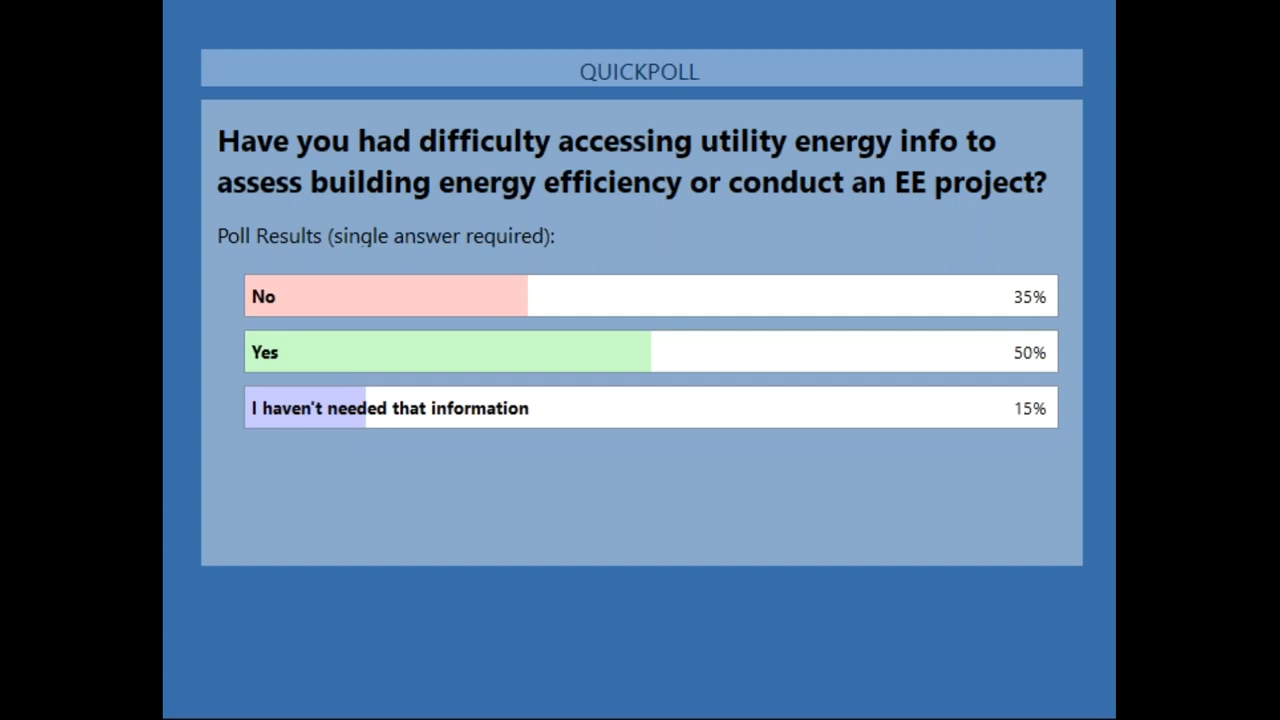 QUICKPOLL
Have you had difficulty accessing utility energy info to
assess building energy efficiency or conduct an EE project?
Poll Results (single answer required):
No 35%
Yes 50%
I haven't needed that information 15%